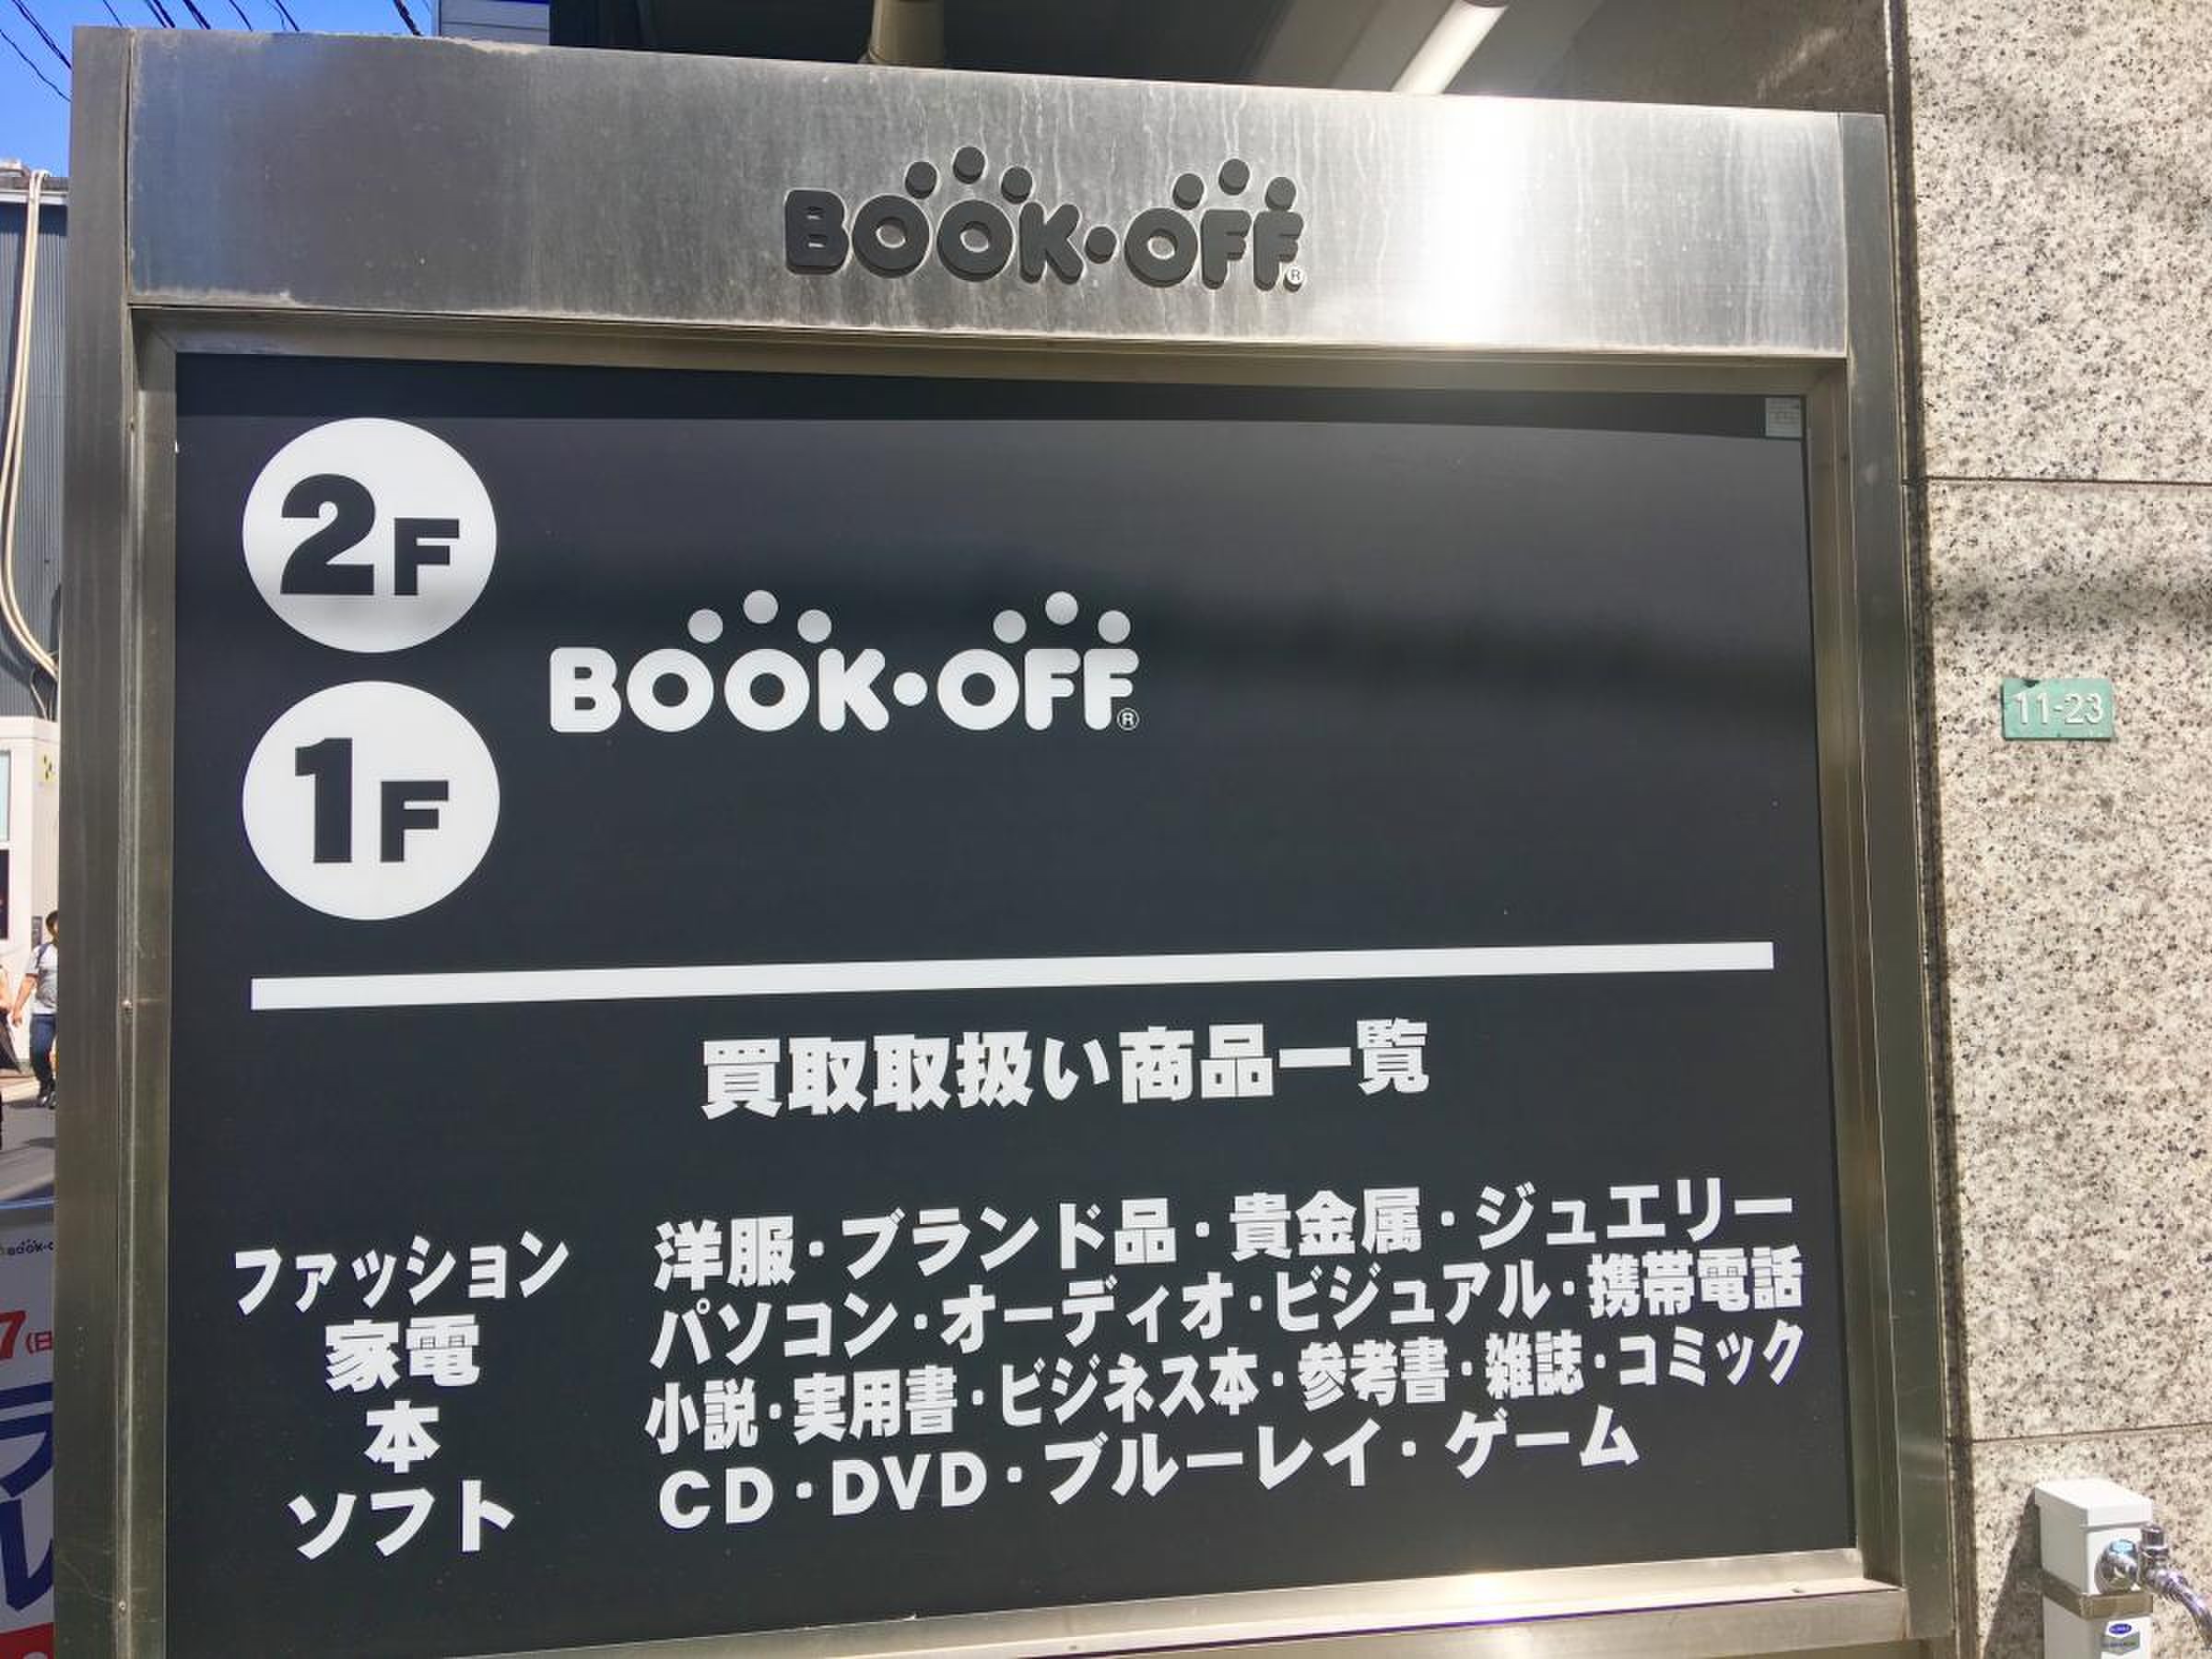 BOOK・OFF®
2F
1F
BOOK・OFF®
11-23
買取取扱い商品一覧
ファッション 洋服・ブランド品・貴金属・ジュエリー
家電 パソコン・オーディオ・ビジュアル・携帯電話
本 小説・実用書・ビジネス本・参考書・雑誌・コミック
ソフト CD・DVD・ブルーレイ・ゲーム
7(日